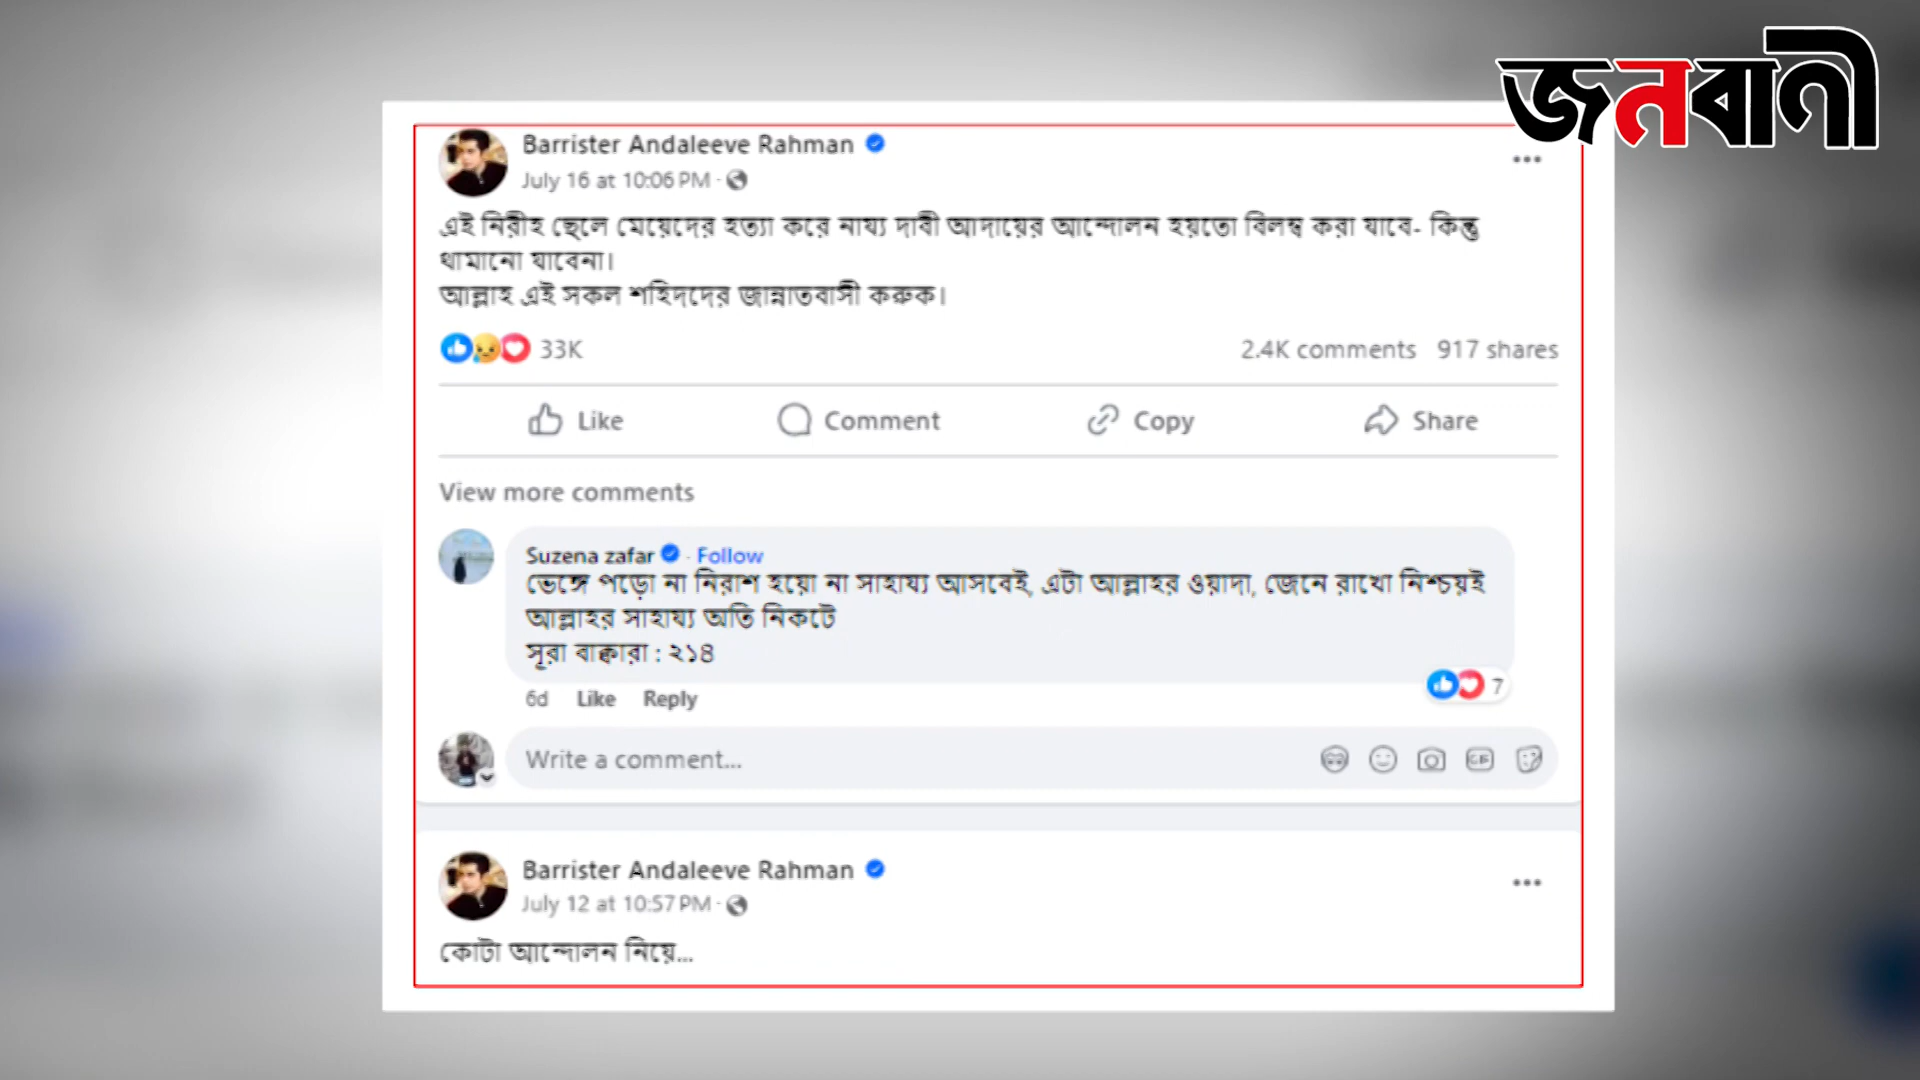 জনবাণী
Barrister Andaleeve Rahman
July 16 at 10:06 PM ·
এই নিরীহ ছেলে মেয়েদের হত্যা করে নায্য দাবী আদায়ের আন্দোলন হয়তো বিলম্ব করা যাবে- কিন্তু
থামানো যাবেনা।
আল্লাহ এই সকল শহিদদের জান্নাতবাসী করুক।
33K
2.4K comments 917 shares
Like Comment Copy Share
View more comments
Suzena zafar · Follow
ভেঙ্গে পড়ো না নিরাশ হয়ো না সাহায্য আসবেই, এটা আল্লাহর ওয়াদা, জেনে রাখো নিশ্চয়ই
আল্লাহর সাহায্য অতি নিকটে
সূরা বাক্বারা : ২১৪
6d Like Reply
7
Write a comment...
GIF
Barrister Andaleeve Rahman
July 12 at 10:57 PM ·
কোটা আন্দোলন নিয়ে...